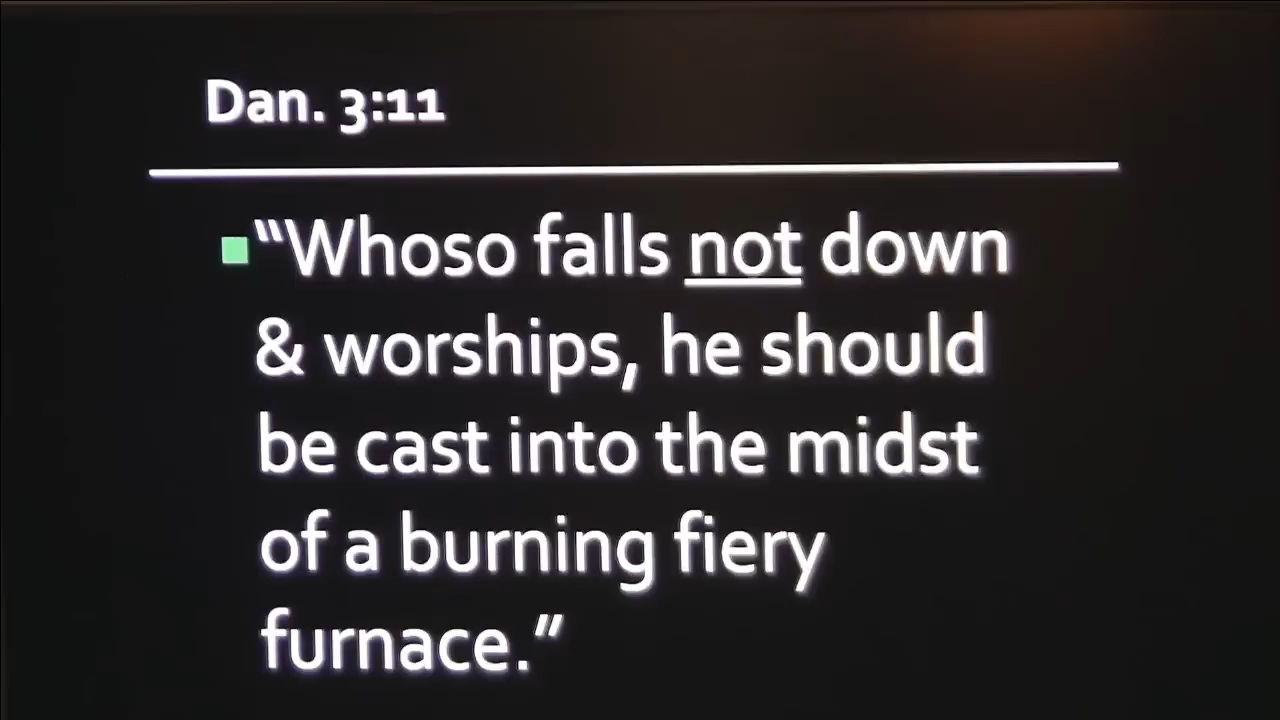 Dan. 3:11
“Whoso falls not down
& worships, he should
be cast into the midst
of a burning fiery
furnace.”